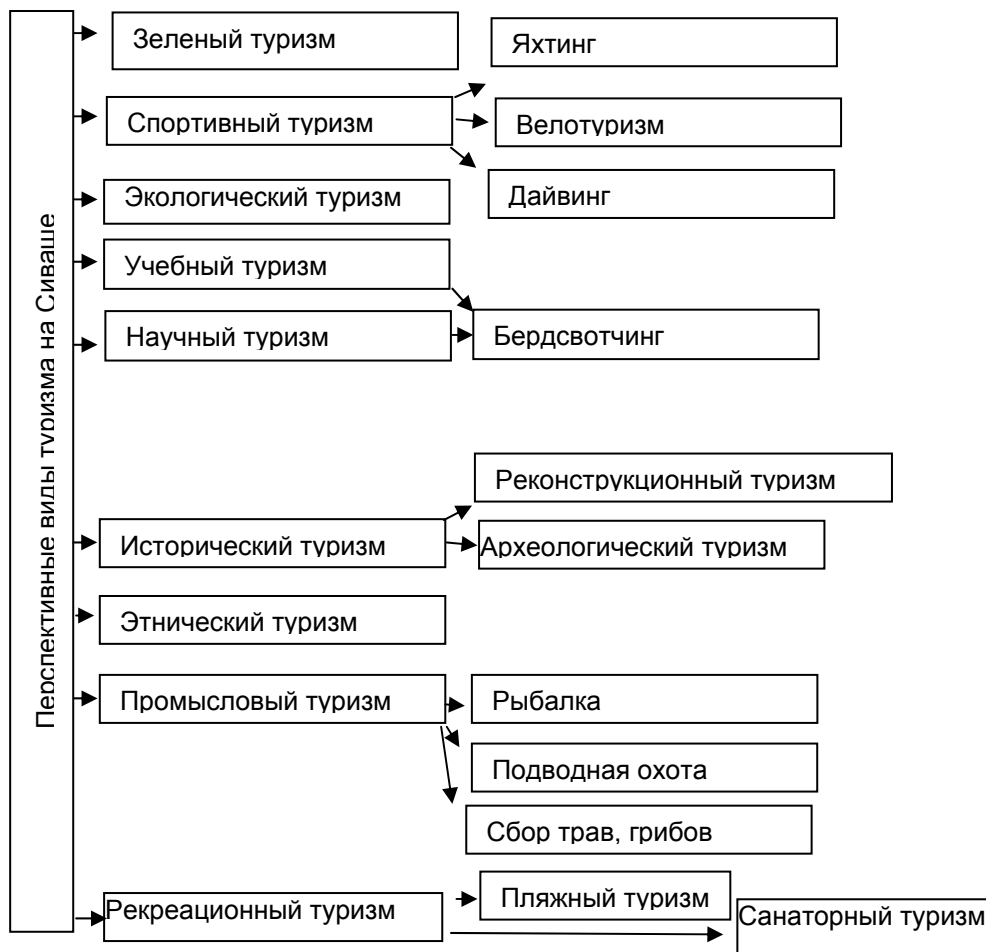 Перспективные виды туризма на Сиваше
Зеленый туризм
Спортивный туризм
Яхтинг
Велотуризм
Дайвинг
Экологический туризм
Учебный туризм
Научный туризм
Бердсвотчинг
Исторический туризм
Реконструкционный туризм
Археологический туризм
Этнический туризм
Промысловый туризм
Рыбалка
Подводная охота
Сбор трав, грибов
Рекреационный туризм
Пляжный туризм
Санаторный туризм